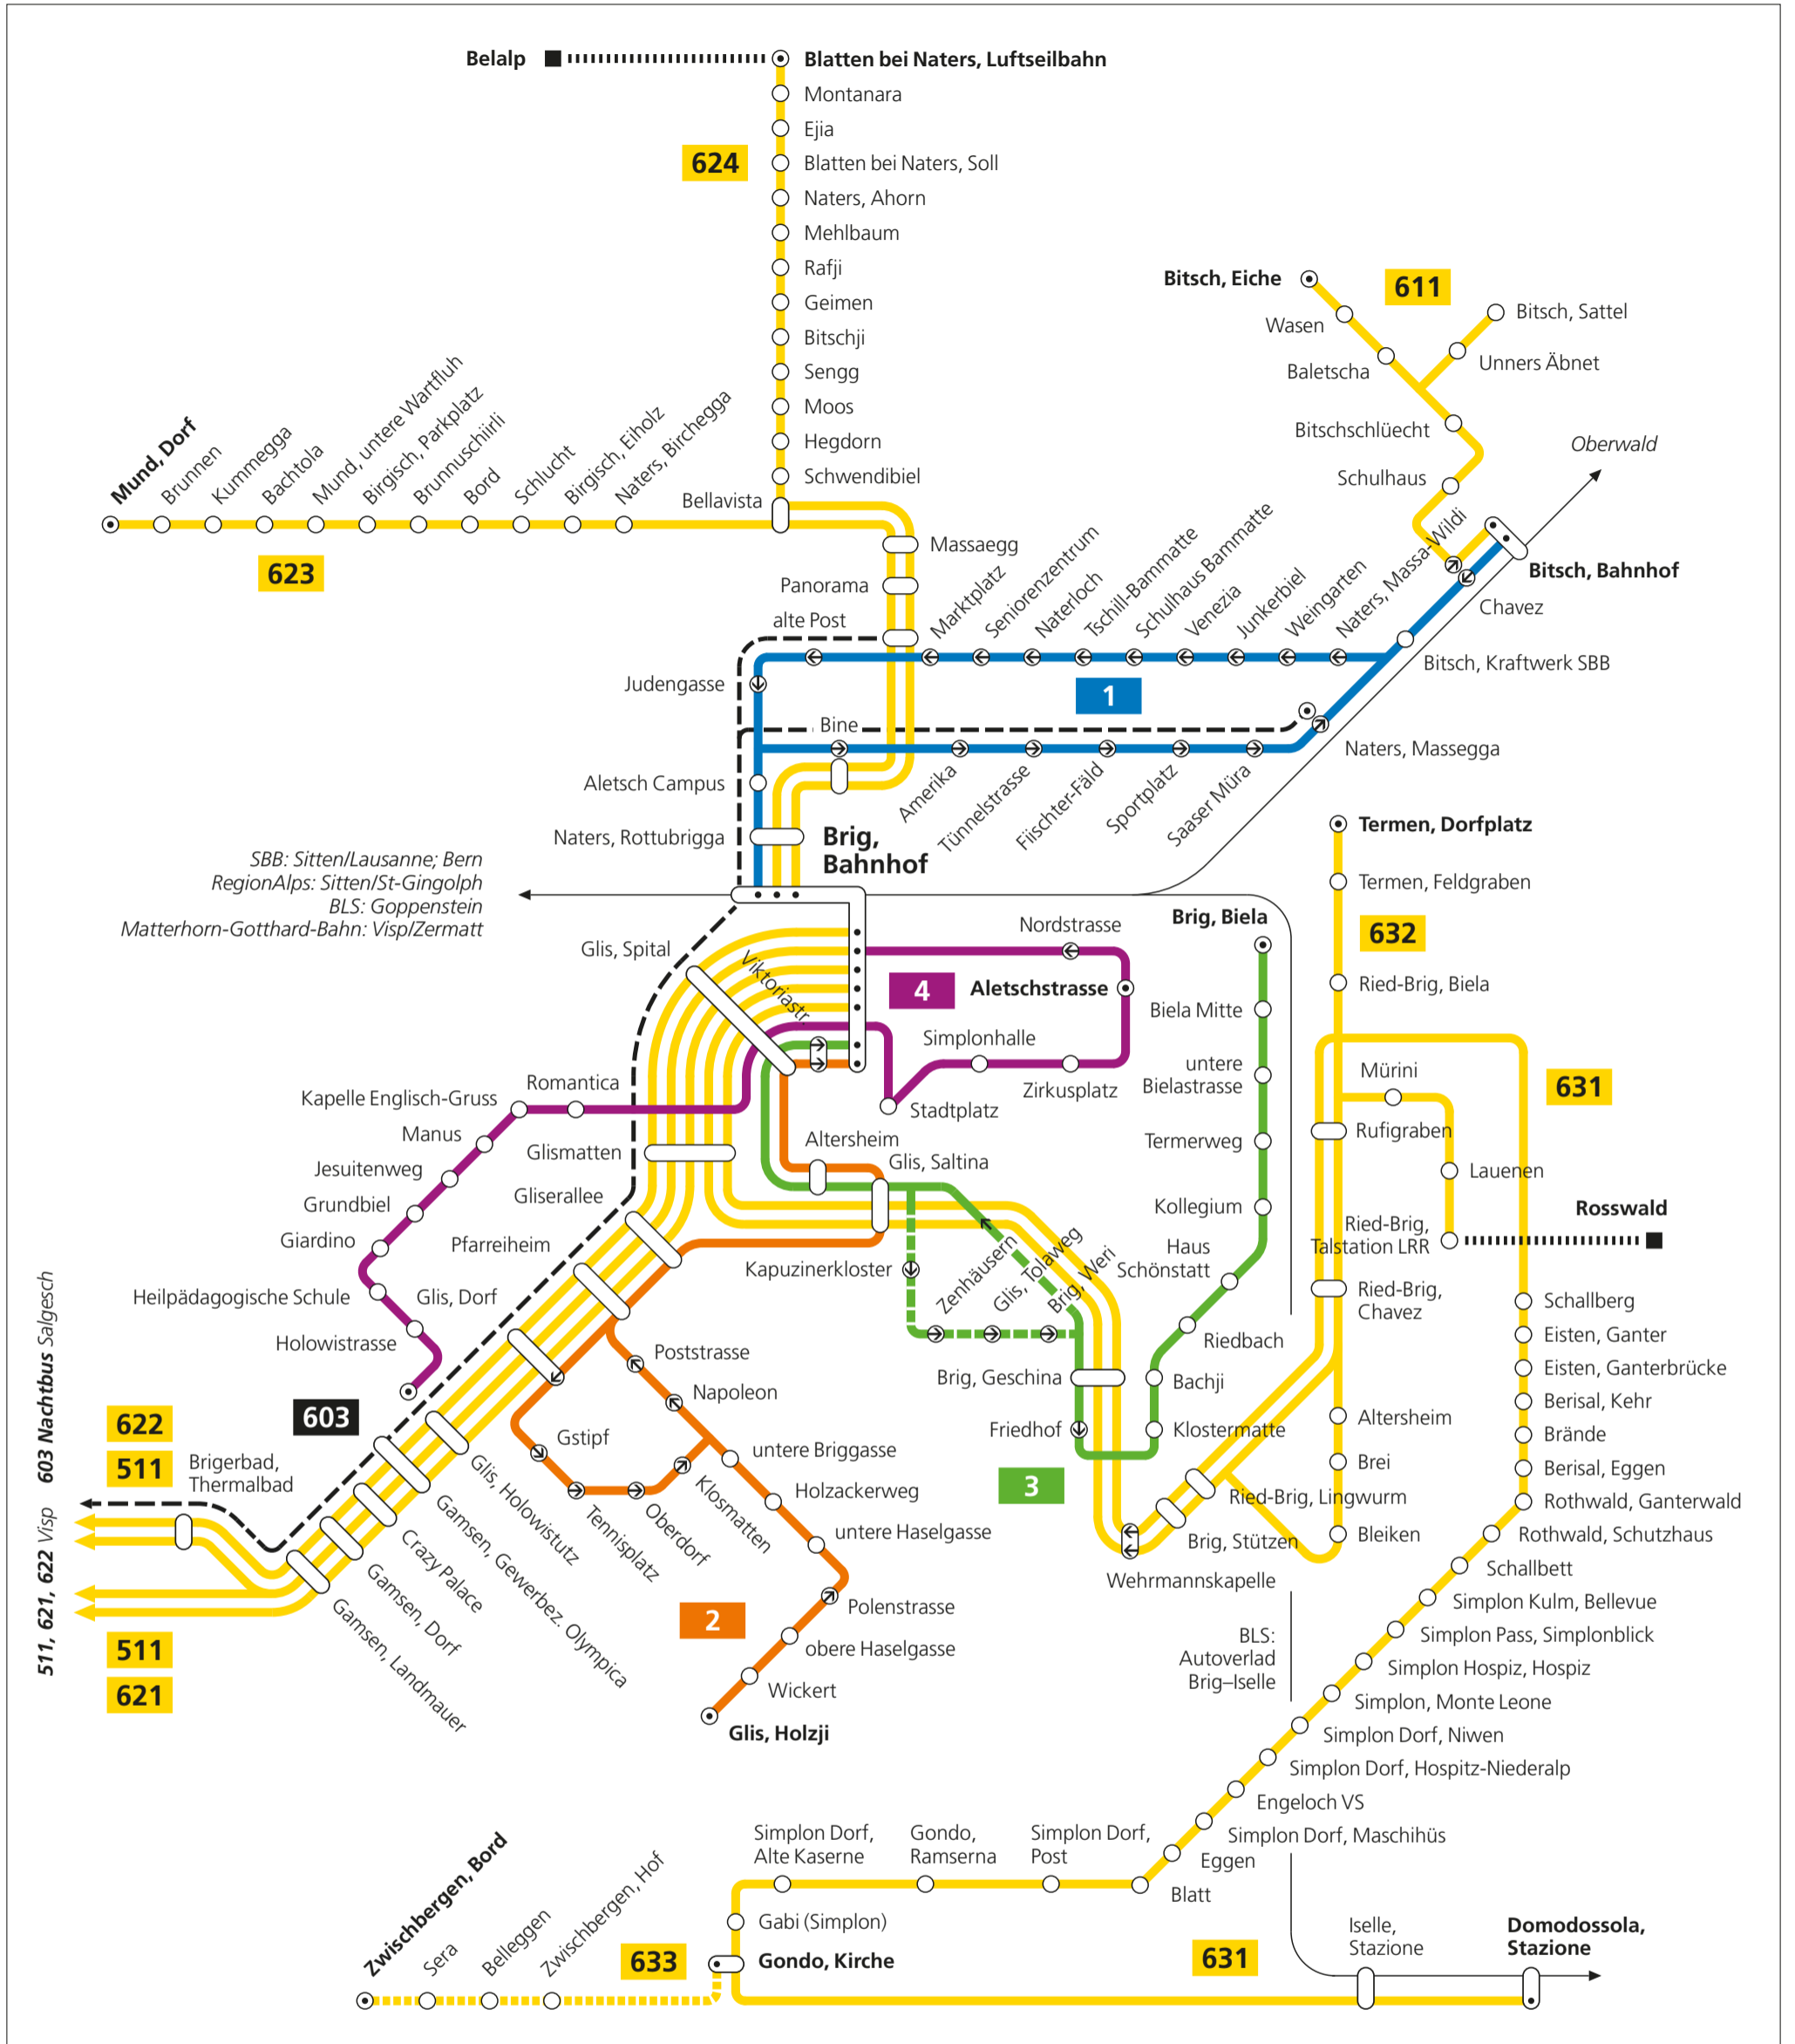 Belalp
Blatten bei Naters, Luftseilbahn
Montanara
Ejia
624
Blatten bei Naters, Soll
Naters, Ahorn
Mehlbaum
Rafji
Geimen
Bitschji
Sengg
Moos
Hegdorn
Schwendibiel
Bellavista
Bitsch, Eiche
611
Wasen
Bitsch, Sattel
Baletscha
Unners Äbnet
Bitschschlüecht
Schulhaus
Oberwald
Mund, Dorf
Brunnen
Kummegga
Bachtola
Mund, untere Wartfluh
Birgisch, Parkplatz
Brunnuschiirli
Bord
Schlucht
Birgisch, Eiholz
Naters, Birchegga
623
Massaegg
Panorama
alte Post
Marktplatz
Seniorenzentrum
Naterloch
Tschill-Bammatte
Schulhaus Bammatte
Venezia
Junkerbiel
Weingarten
Naters, Massa-Wildi
Bitsch, Bahnhof
Chavez
Bitsch, Kraftwerk SBB
Judengasse
1
Bine
Naters, Massegga
Aletsch Campus
Amerika
Tünnelstrasse
Fiischter-Fäld
Sportplatz
Saaser Müra
Naters, Rottubrigga
Brig,
Bahnhof
SBB: Sitten/Lausanne; Bern
RegionAlps: Sitten/St-Gingolph
BLS: Goppenstein
Matterhorn-Gotthard-Bahn: Visp/Zermatt
Termen, Dorfplatz
Termen, Feldgraben
632
Ried-Brig, Biela
Glis, Spital
Viktoriastr.
Nordstrasse
4
Aletschstrasse
Simplonhalle
Zirkusplatz
Stadtplatz
Brig, Biela
Biela Mitte
untere
Bielastrasse
Termerweg
Kollegium
Haus
Schönstatt
Riedbach
Bachji
Klostermatte
Mürini
631
Rufigraben
Lauenen
Ried-Brig,
Talstation LRR
Rosswald
Ried-Brig,
Chavez
Romantica
Kapelle Englisch-Gruss
Manus
Jesuitenweg
Grundbiel
Giardino
Heilpädagogische Schule
Holowistrasse
Glismatten
Gliserallee
Pfarreiheim
Glis, Dorf
Altersheim
Glis, Saltina
Kapuzinerkloster
Zenhäusern
Glis, Tolaweg
Brig, Weri
Brig, Geschina
Friedhof
3
Schallberg
Eisten, Ganter
Eisten, Ganterbrücke
Berisal, Kehr
Brände
Berisal, Eggen
Rothwald, Ganterwald
Rothwald, Schutzhaus
Schallbett
Simplon Kulm, Bellevue
Simplon Pass, Simplonblick
Simplon Hospiz, Hospiz
Simplon, Monte Leone
Simplon Dorf, Niwen
Simplon Dorf, Hospitz-Niederalp
Engeloch VS
Simplon Dorf, Maschihüs
Eggen
Blatt
Altersheim
Brei
Bleiken
Ried-Brig, Lingwurm
Brig, Stützen
Wehrmannskapelle
BLS:
Autoverlad
Brig–Iselle
603
622
511
Brigerbad,
Thermalbad
511, 621, 622 Visp 603 Nachtbus Salgesch
511
621
Glis, Holowistutz
Gamsen, Gewerbez. Olympica
Crazy Palace
Gamsen, Dorf
Gamsen, Landmauer
Poststrasse
Napoleon
Gstipf
Tennisplatz
Oberdorf
Klosmatten
untere Briggasse
Holzackerweg
untere Haselgasse
Polenstrasse
obere Haselgasse
Wickert
2
Glis, Holzji
Simplon Dorf,
Alte Kaserne
Gondo,
Ramserna
Simplon Dorf,
Post
Gabi (Simplon)
Gondo, Kirche
633
Zwischbergen, Bord
Sera
Belleggen
Zwischbergen, Hof
631
Iselle,
Stazione
Domodossola,
Stazione